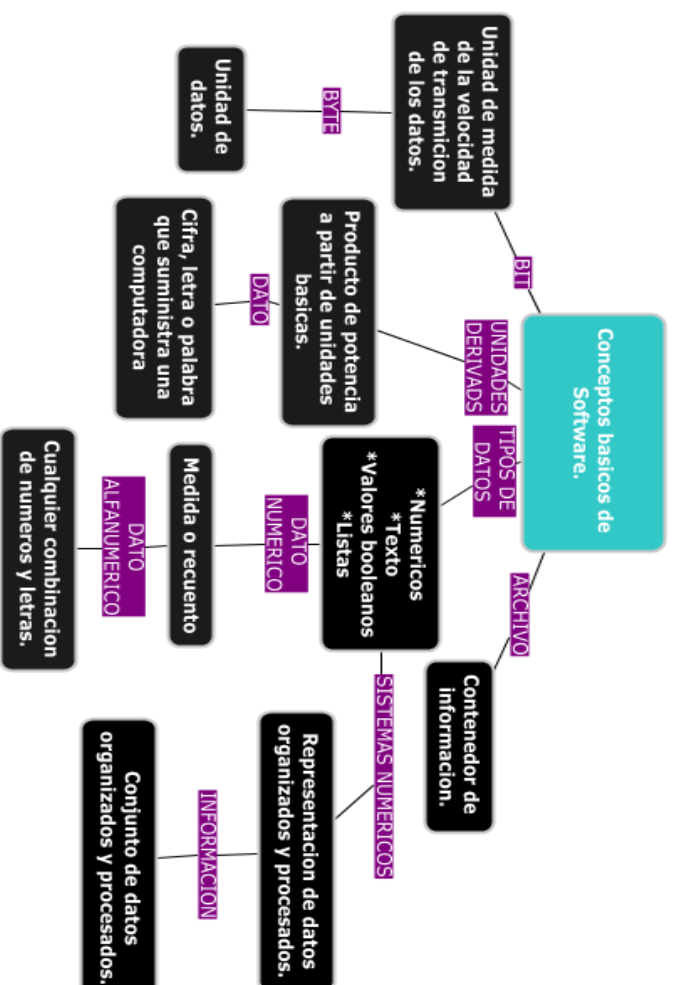 Conceptos basicos de
Software.
BIT
Unidad de medida
de la velocidad
de transmicion
de los datos.
BYTE
Unidad de
datos.
UNIDADES
DERIVADS
Producto de potencia
a partir de unidades
basicas.
DATO
Cifra, letra o palabra
que suministra una
computadora
TIPOS DE
DATOS
*Numericos
*Texto
*Valores booleanos
*Listas
DATO
NUMERICO
Medida o recuento
DATO
ALFANUMERICO
Cualquier combinacion
de numeros y letras.
SISTEMAS NUMERICOS
Representacion de datos
organizados y procesados.
INFORMACION
Conjunto de datos
organizados y procesados.
ARCHIVO
Contenedor de
informacion.